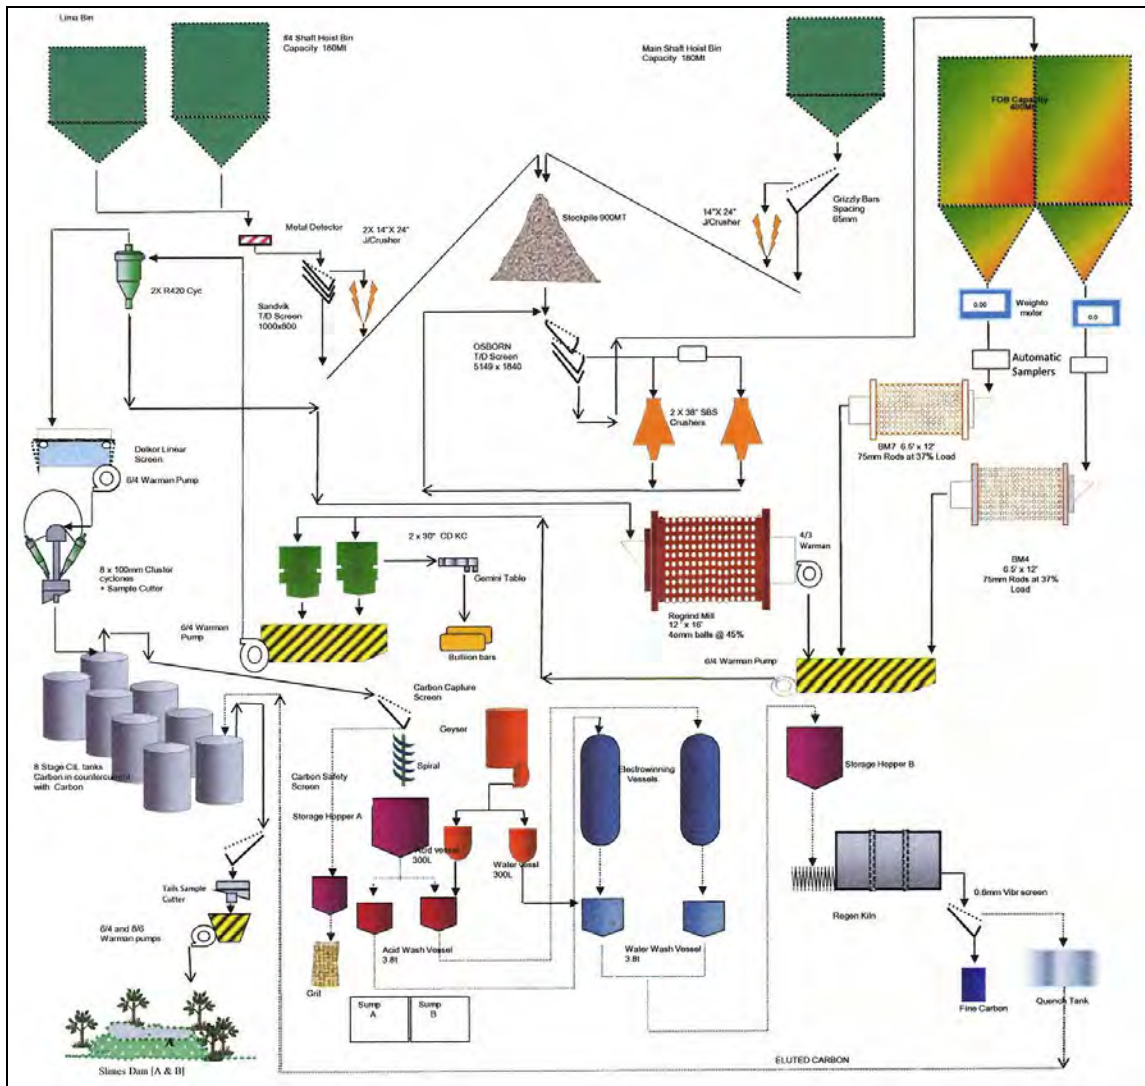 Lima Bin
#4 Shaft Hoist Bin
Capacity 180Mt
Main Shaft Hoist Bin
Capacity 180Mt
FOB Capacity
400Mt
Metal Detector
2X 14"X 24"
J/Crusher
2X R420 Cyc
Sandvik
T/D Screen
1000x800
Stockpile 900MT
14"X 24"
J/Crusher
Grizzly Bars
Spacing
65mm
0.00
Weighto
meter
0.0
Automatic
Samplers
OSBORN
T/D Screen
5149 x 1840
2 X 38" SBS
Crushers
BM7 6.5' x 12'
75mm Rods at 37% Load
BM4
6.5' x 12'
75mm Rods at 37%
Load
Delkor Linear
Screen
6/4 Warman Pump
8 x 100mm Cluster
cyclones
+ Sample Cutter
2 x 30" CD KC
Gemini Table
Bulliion bars
6/4 Warman
Pump
4/3
Warman
Regrind Mill
12 ' x 16'
4omm balls @ 45%
6/4 Warman Pump
8 Stage CIL tanks
Carbon in countercurrent
with Carbon
Carbon Caplure
Screen
Geyser
Spiral
Carbon Safety
Screen
Storage Hopper A
Acid vessel
300L
Water vessl
300L
Electrowinning
Vessels
Storage Hopper B
Regen Kiln
0.6mm Vibr screen
Tails Sample
Cutter
6/4 and 8/6
Warman pumps
Acid Wash Vessel
3.8t
Water Wash Vessel
3.8t
Grit
Sump
A
Sump
B
Fine Carbon
Quench Tank
A
Slimes Dam [A & B]
ELUTED CARBON